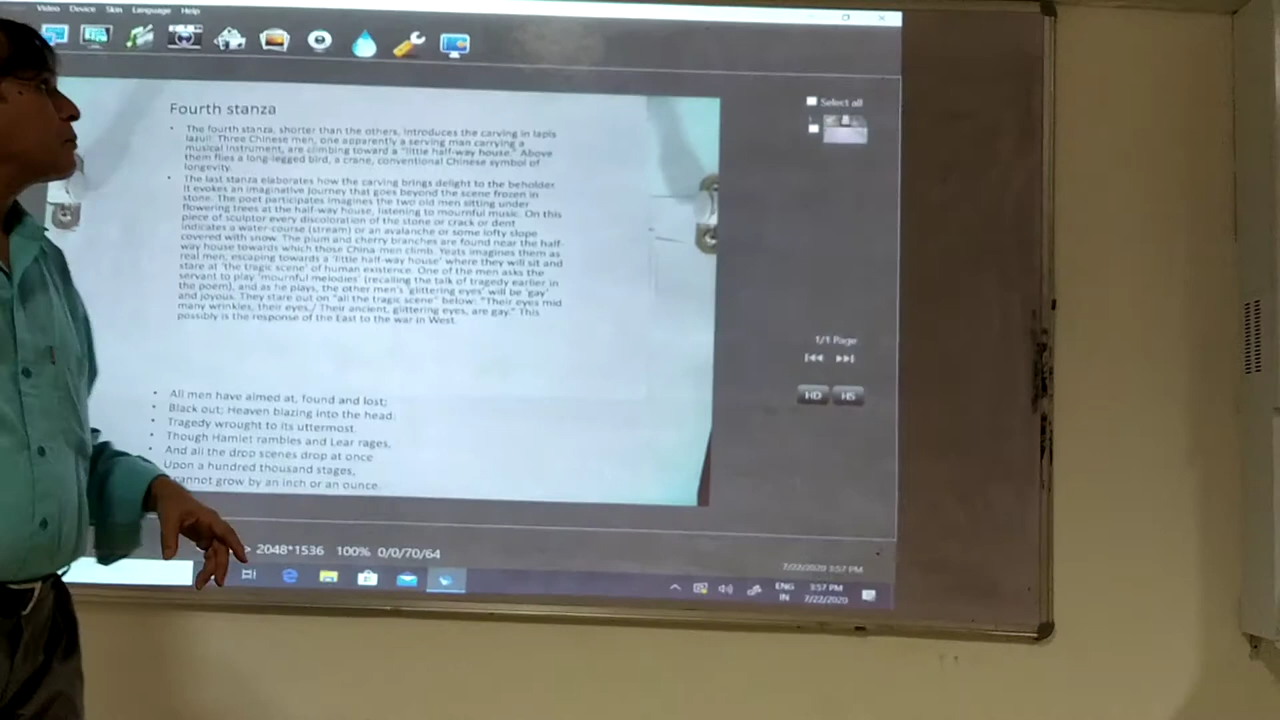 Video Device Skin Language Help
Select all
Fourth stanza
• The fourth stanza, shorter than the others, introduces the carving in lapis
lazuli. Three Chinese men, one apparently a serving man carrying a
musical instrument, are climbing toward a "little half-way house." Above
them flies a long-legged bird, a crane, conventional Chinese symbol of
longevity.
• The last stanza elaborates how the carving brings delight to the beholder.
It evokes an imaginative journey that goes beyond the scene frozen in
stone. The poet participates imagines the two old men sitting under
flowering trees at the half-way house, listening to mournful music. On this
piece of sculptor every discoloration of the stone or crack or dent
indicates a water-course (stream) or an avalanche or some lofty slope
covered with snow. The plum and cherry branches are found near the half-
way house towards which those China-men climb. Yeats imagines them as
real men, escaping towards a 'little half-way house' where they will sit and
stare at 'the tragic scene' of human existence. One of the men asks the
servant to play 'mournful melodies' (recalling the talk of tragedy earlier in
the poem), and as he plays, the other men's 'glittering eyes' will be 'gay'
and joyous. They stare out on "all the tragic scene" below: "Their eyes mid
many wrinkles, their eyes,/ Their ancient, glittering eyes, are gay." This
possibly is the response of the East to the war in West.
1/1 Page
HD HS
• All men have aimed at, found and lost;
• Black out; Heaven blazing into the head:
• Tragedy wrought to its uttermost.
• Though Hamlet rambles and Lear rages,
• And all the drop scenes drop at once
Upon a hundred thousand stages,
cannot grow by an inch or an ounce.
> 2048*1536 100% 0/0/70/64
7/22/2020 3:57 PM
ENG
IN
3:57 PM
7/22/2020